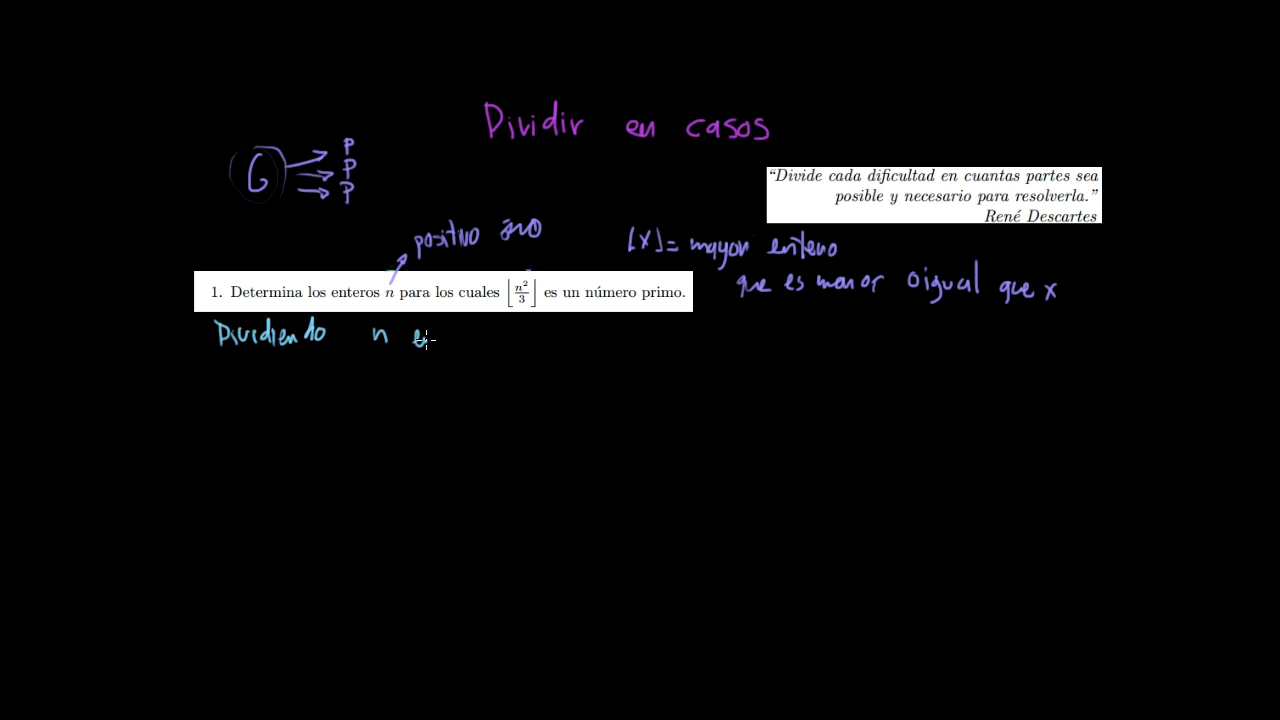 Dividir en casos
G
P
P
P
“Divide cada dificultad en cuantas partes sea
posible y necesario para resolverla.”
René Descartes
positivo
⌊x⌋ = mayor entero
que es menor o igual que x
1. Determina los enteros n para los cuales ⌊n²/3⌋ es un número primo.
Dividiendo n